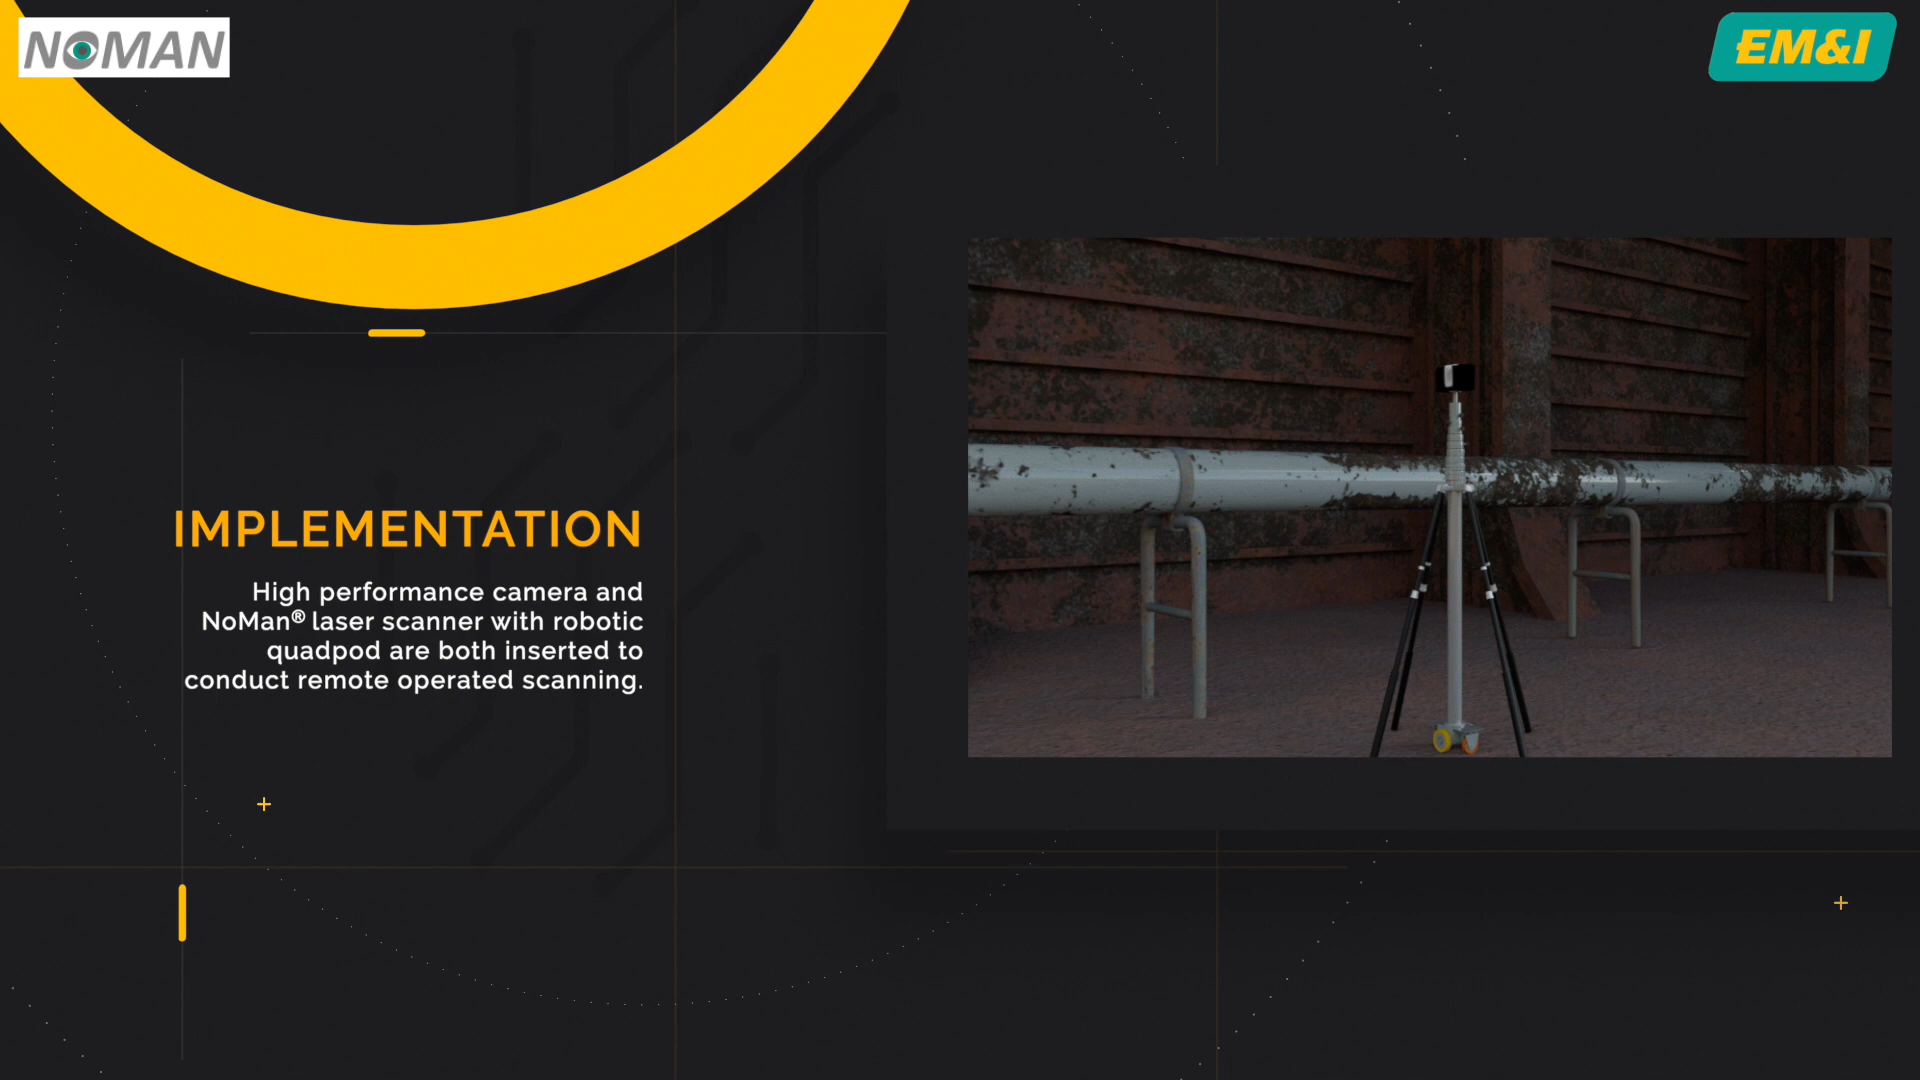 NOMAN
EM&I
IMPLEMENTATION
High performance camera and
NoMan® laser scanner with robotic
quadpod are both inserted to
conduct remote operated scanning.